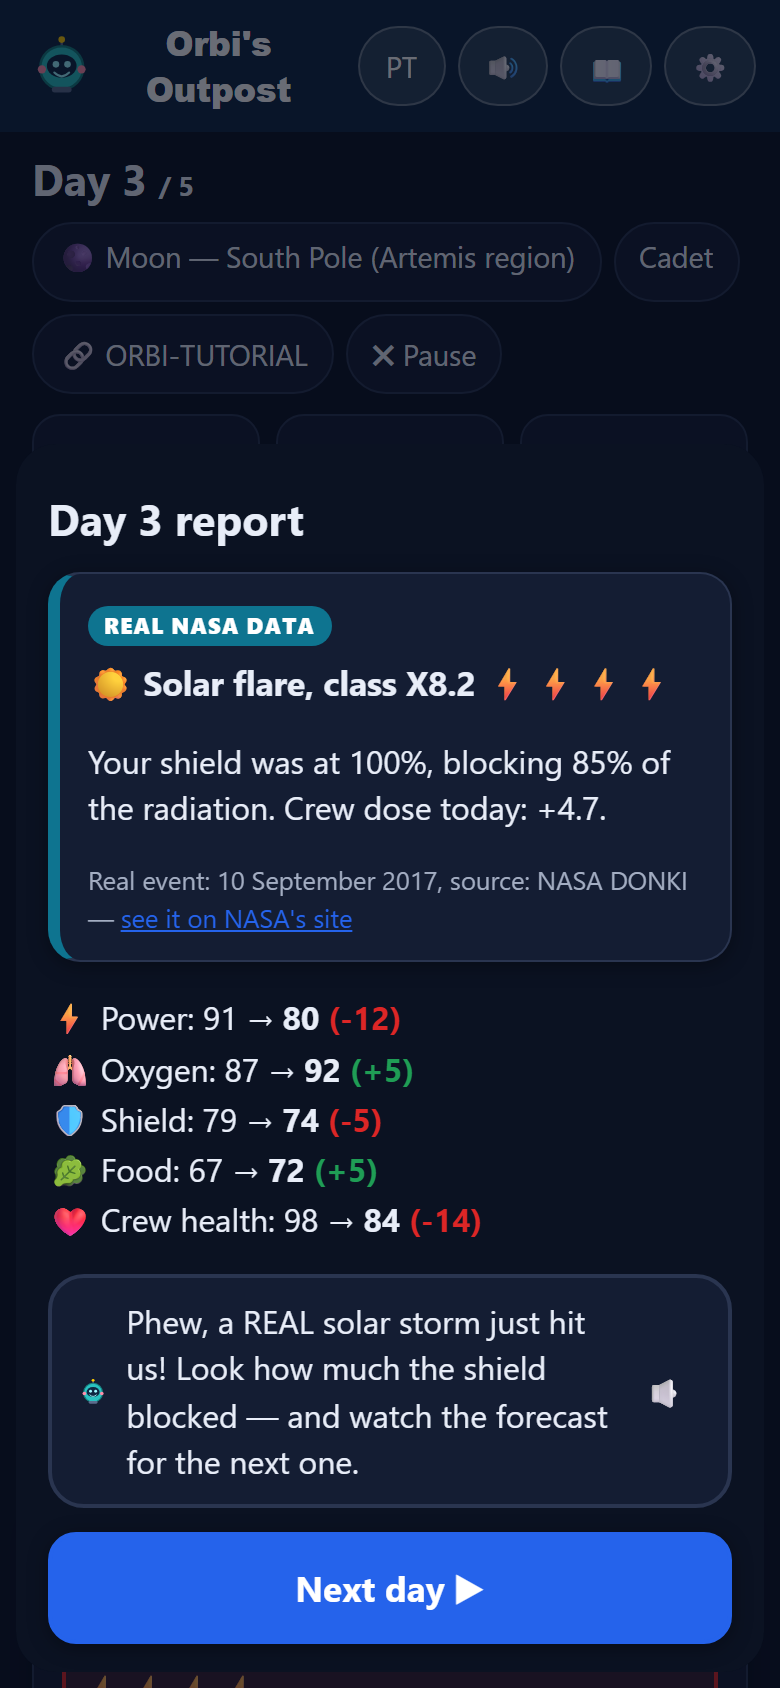 Orbi's
Outpost
PT
Day 3 / 5
Moon — South Pole (Artemis region)
Cadet
ORBI-TUTORIAL
Pause
Day 3 report
REAL NASA DATA
Solar flare, class X8.2
Your shield was at 100%, blocking 85% of
the radiation. Crew dose today: +4.7.
Real event: 10 September 2017, source: NASA DONKI
— see it on NASA's site
Power: 91 → 80 (-12)
Oxygen: 87 → 92 (+5)
Shield: 79 → 74 (-5)
Food: 67 → 72 (+5)
Crew health: 98 → 84 (-14)
Phew, a REAL solar storm just hit
us! Look how much the shield
blocked — and watch the forecast
for the next one.
Next day ▶